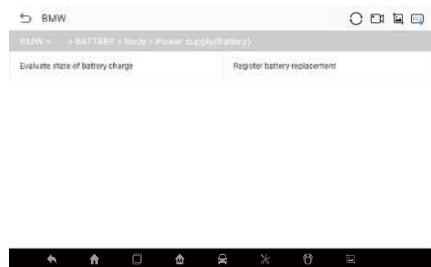 BMW
BMW > ... > BATTERY > Body > Power supply(Battery)
Evaluate state of battery charge
Register battery replacement